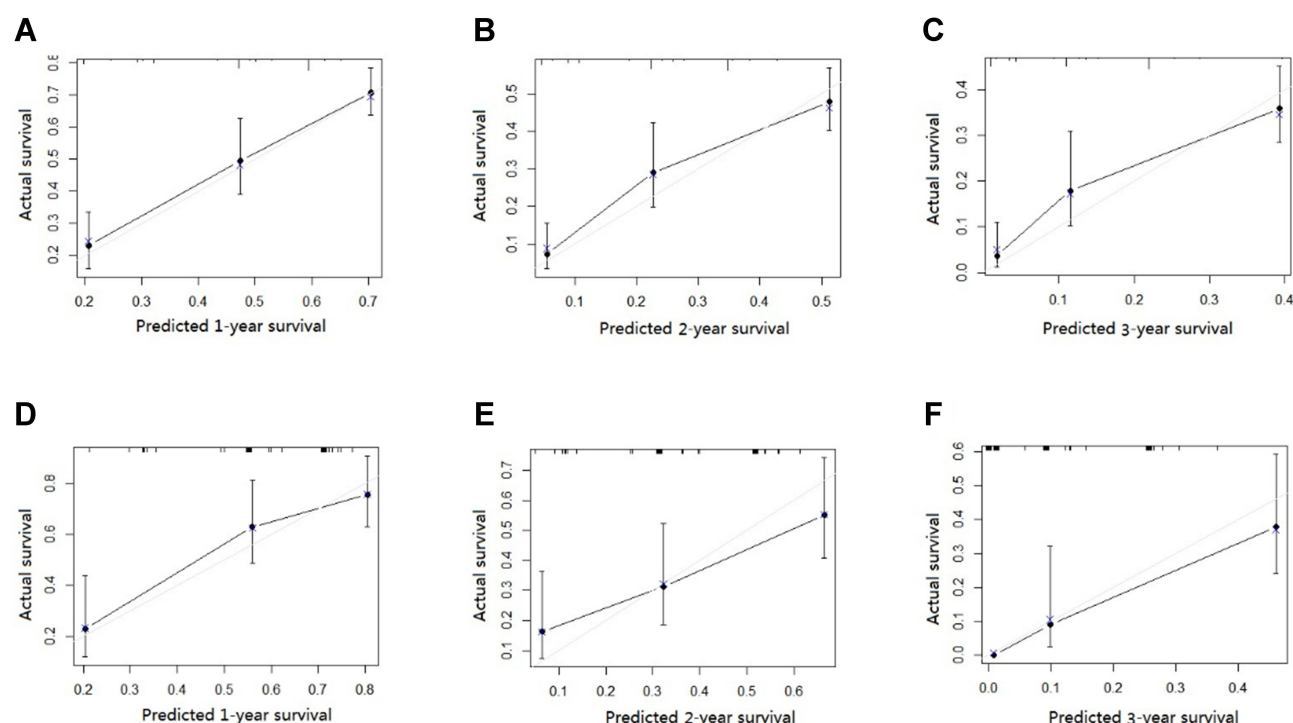 A
B
C
Actual survival
0.2 0.3 0.4 0.5 0.6 0.7 0.8
0.2 0.3 0.4 0.5 0.6 0.7
Predicted 1-year survival
Actual survival
0.1 0.2 0.3 0.4 0.5
0.1 0.2 0.3 0.4 0.5
Predicted 2-year survival
Actual survival
0.0 0.1 0.2 0.3 0.4
0.1 0.2 0.3 0.4
Predicted 3-year survival
D
E
F
Actual survival
0.2 0.4 0.6 0.8
0.2 0.3 0.4 0.5 0.6 0.7 0.8
Predicted 1-year survival
Actual survival
0.1 0.2 0.3 0.4 0.5 0.6 0.7
0.1 0.2 0.3 0.4 0.5 0.6
Predicted 2-year survival
Actual survival
0.0 0.1 0.2 0.3 0.4 0.5 0.6
0.0 0.1 0.2 0.3 0.4
Predicted 3-year survival